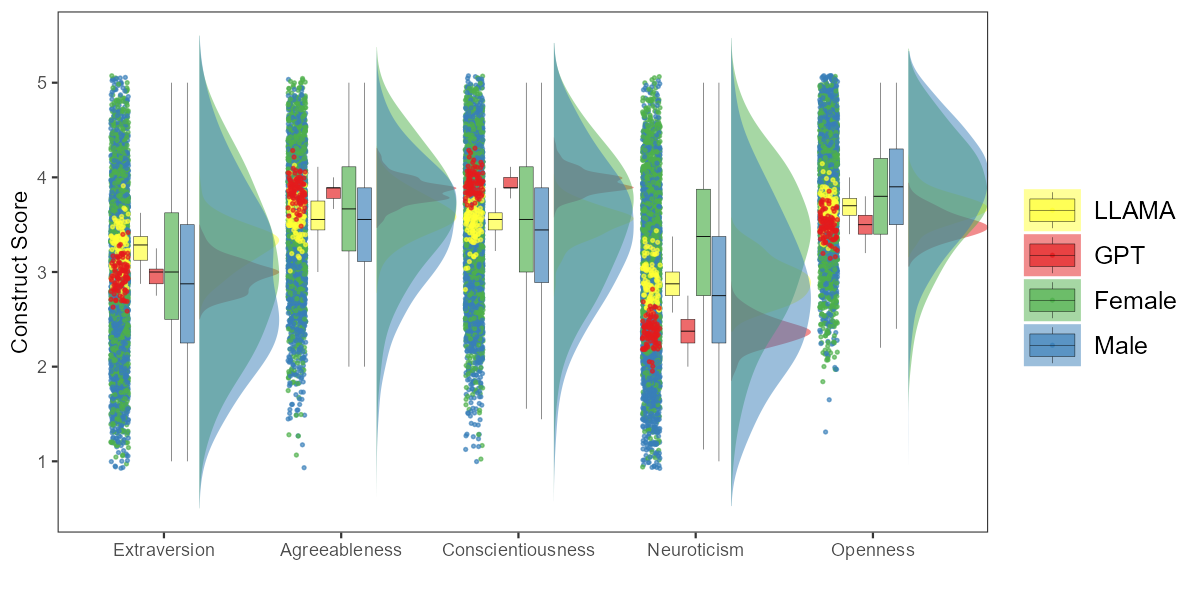 Construct Score
5
4
3
2
1
Extraversion
Agreeableness
Conscientiousness
Neuroticism
Openness
LLAMA
GPT
Female
Male